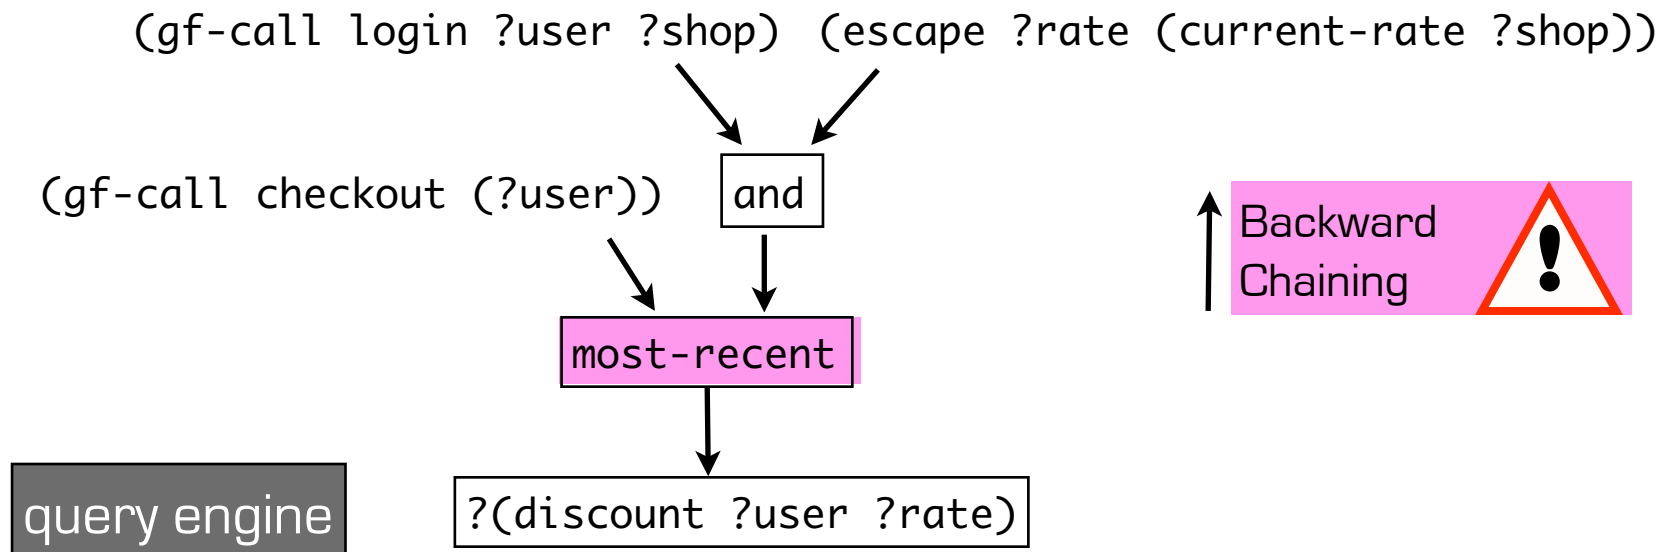 (gf-call login ?user ?shop) (escape ?rate (current-rate ?shop))
(gf-call checkout (?user))
and
Backward
Chaining
!
most-recent
query engine
?(discount ?user ?rate)